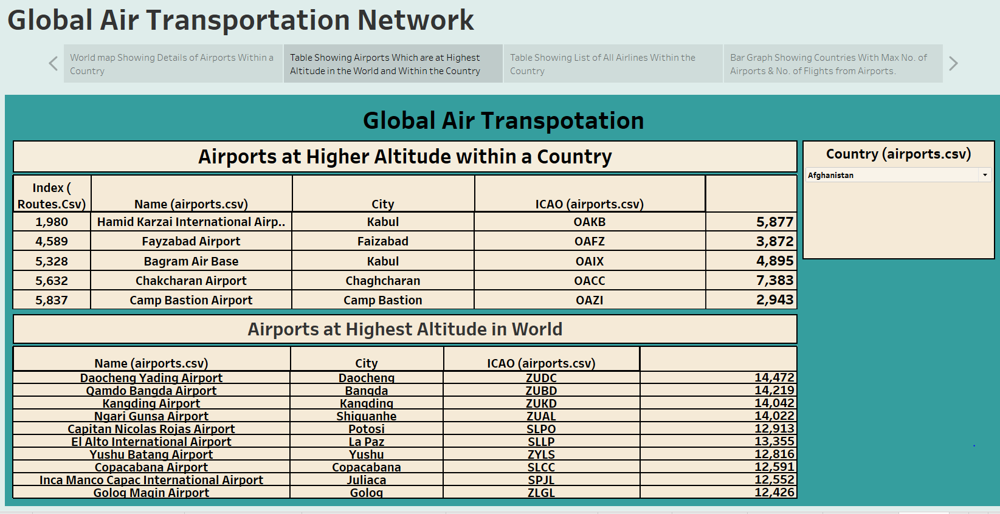 Global Air Transportation Network
World map Showing Details of Airports Within a
Country
Table Showing Airports Which are at Highest
Altitude in the World and Within the Country
Table Showing List of All Airlines Within the
Country
Bar Graph Showing Countries With Max No. of
Airports & No. of Flights from Airports.
Global Air Transpotation
Airports at Higher Altitude within a Country
Country (airports.csv)
Afghanistan
Index (
Routes.Csv) Name (airports.csv) City ICAO (airports.csv)
1,980 Hamid Karzai International Airp.. Kabul OAKB 5,877
4,589 Fayzabad Airport Faizabad OAFZ 3,872
5,328 Bagram Air Base Kabul OAIX 4,895
5,632 Chakcharan Airport Chaghcharan OACC 7,383
5,837 Camp Bastion Airport Camp Bastion OAZI 2,943
Airports at Highest Altitude in World
Name (airports.csv) City ICAO (airports.csv)
Daocheng Yading Airport Daocheng ZUDC 14,472
Qamdo Bangda Airport Bangda ZUBD 14,219
Kangding Airport Kangding ZUKD 14,042
Ngari Gunsa Airport Shiquanhe ZUAL 14,022
Capitan Nicolas Rojas Airport Potosi SLPO 12,913
El Alto International Airport La Paz SLLP 13,355
Yushu Batang Airport Yushu ZYLS 12,816
Copacabana Airport Copacabana SLCC 12,591
Inca Manco Capac International Airport Juliaca SPJL 12,552
Golog Maqin Airport Golog ZLGL 12,426